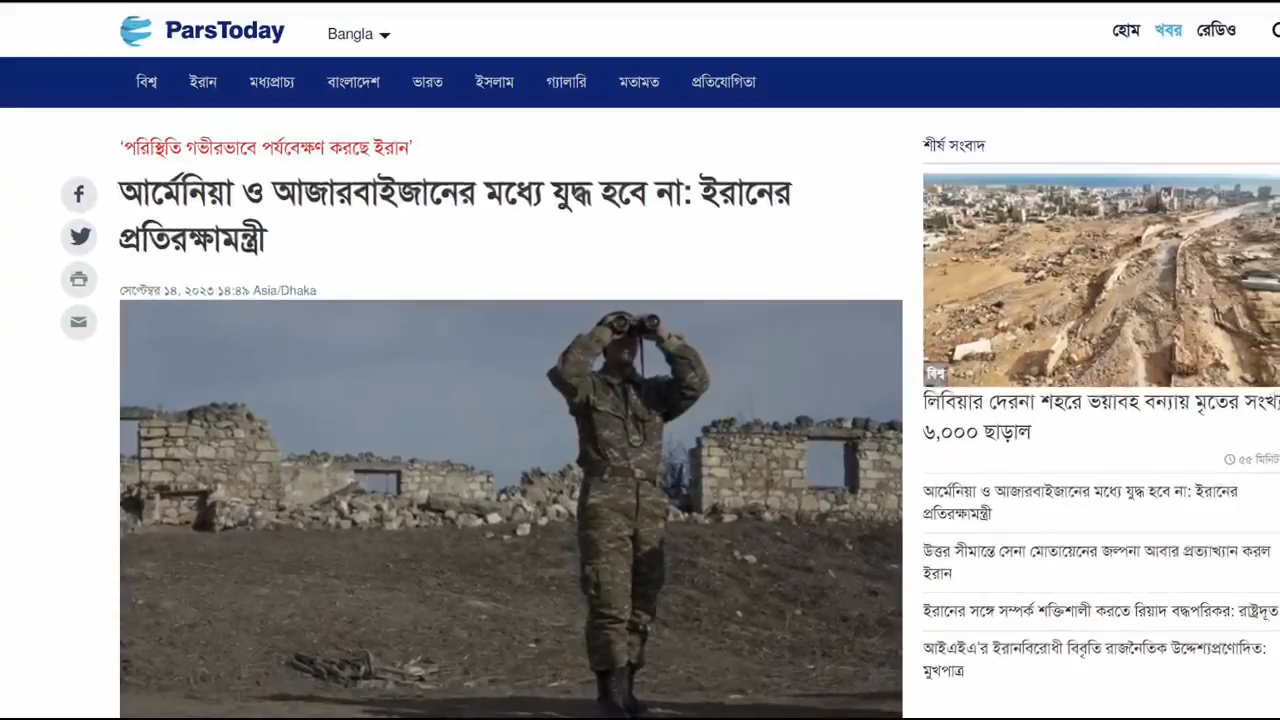 ParsToday
Bangla
হোম খবর রেডিও
বিশ্ব ইরান মধ্যপ্রাচ্য বাংলাদেশ ভারত ইসলাম গ্যালারি মতামত প্রতিযোগিতা
‘পরিস্থিতি গভীরভাবে পর্যবেক্ষণ করছে ইরান’
আর্মেনিয়া ও আজারবাইজানের মধ্যে যুদ্ধ হবে না: ইরানের
প্রতিরক্ষামন্ত্রী
সেপ্টেম্বর ১৪, ২০২৩ ১৪:৪৯ Asia/Dhaka
শীর্ষ সংবাদ
বিশ্ব
লিবিয়ার দেরনা শহরে ভয়াবহ বন্যায় মৃতের সংখ্যা
৬,০০০ ছাড়াল
৫৫ মিনিট
আর্মেনিয়া ও আজারবাইজানের মধ্যে যুদ্ধ হবে না: ইরানের
প্রতিরক্ষামন্ত্রী
উত্তর সীমান্তে সেনা মোতায়েনের জল্পনা আবার প্রত্যাখ্যান করল
ইরান
ইরানের সঙ্গে সম্পর্ক শক্তিশালী করতে রিয়াদ বদ্ধপরিকর: রাষ্ট্রদূত
আইএইএ’র ইরানবিরোধী বিবৃতি রাজনৈতিক উদ্দেশ্যপ্রণোদিত:
মুখপাত্র